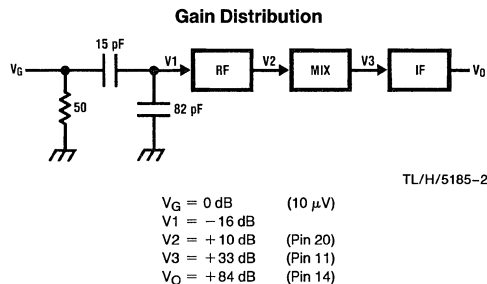 Gain Distribution
15 pF
VG
V1
RF
V2
MIX
V3
IF
VO
50
82 pF
TL/H/5185–2
VG = 0 dB (10 μV)
V1 = −16 dB
V2 = +10 dB (Pin 20)
V3 = +33 dB (Pin 11)
VO = +84 dB (Pin 14)